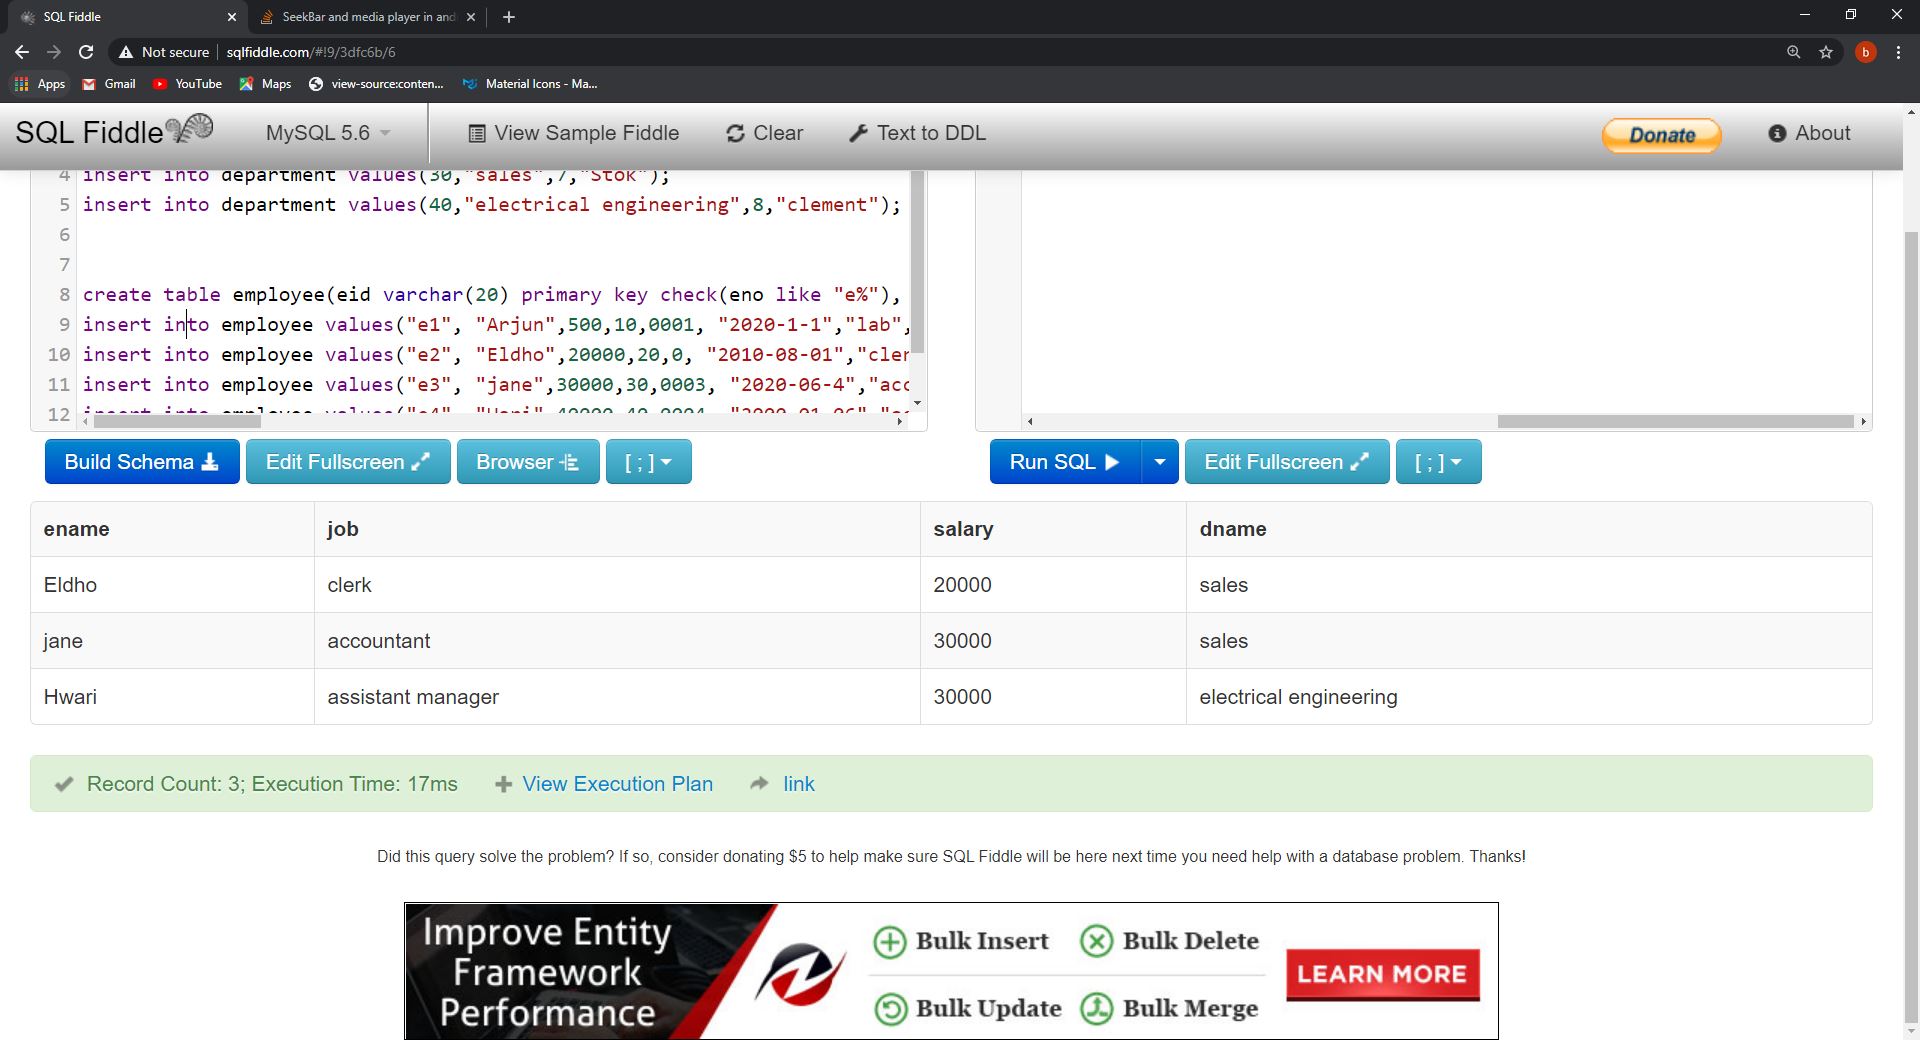 SQL Fiddle
SeekBar and media player in and
Not secure
sqlfiddle.com/#!9/3dfc6b/6
b
Apps
Gmail
YouTube
Maps
view-source:conten...
Material Icons - Ma...
SQL Fiddle
MySQL 5.6
View Sample Fiddle
Clear
Text to DDL
Donate
About
4 insert into department values(30,"sales",7,"Stok");
5 insert into department values(40,"electrical engineering",8,"clement");
6
7
8 create table employee(eid varchar(20) primary key check(eno like "e%"),
9 insert into employee values("e1", "Arjun",500,10,0001, "2020-1-1","lab",
10 insert into employee values("e2", "Eldho",20000,20,0, "2010-08-01","cler
11 insert into employee values("e3", "jane",30000,30,0003, "2020-06-4","acc
12 insert into employee values("e4",
Build Schema
Edit Fullscreen
Browser
[ ; ]
Run SQL
Edit Fullscreen
[ ; ]
ename job salary dname
Eldho clerk 20000 sales
jane accountant 30000 sales
Hwari assistant manager 30000 electrical engineering
Record Count: 3; Execution Time: 17ms
View Execution Plan
link
Did this query solve the problem? If so, consider donating $5 to help make sure SQL Fiddle will be here next time you need help with a database problem. Thanks!
Improve Entity
Framework
Performance
Bulk Insert
Bulk Delete
Bulk Update
Bulk Merge
LEARN MORE